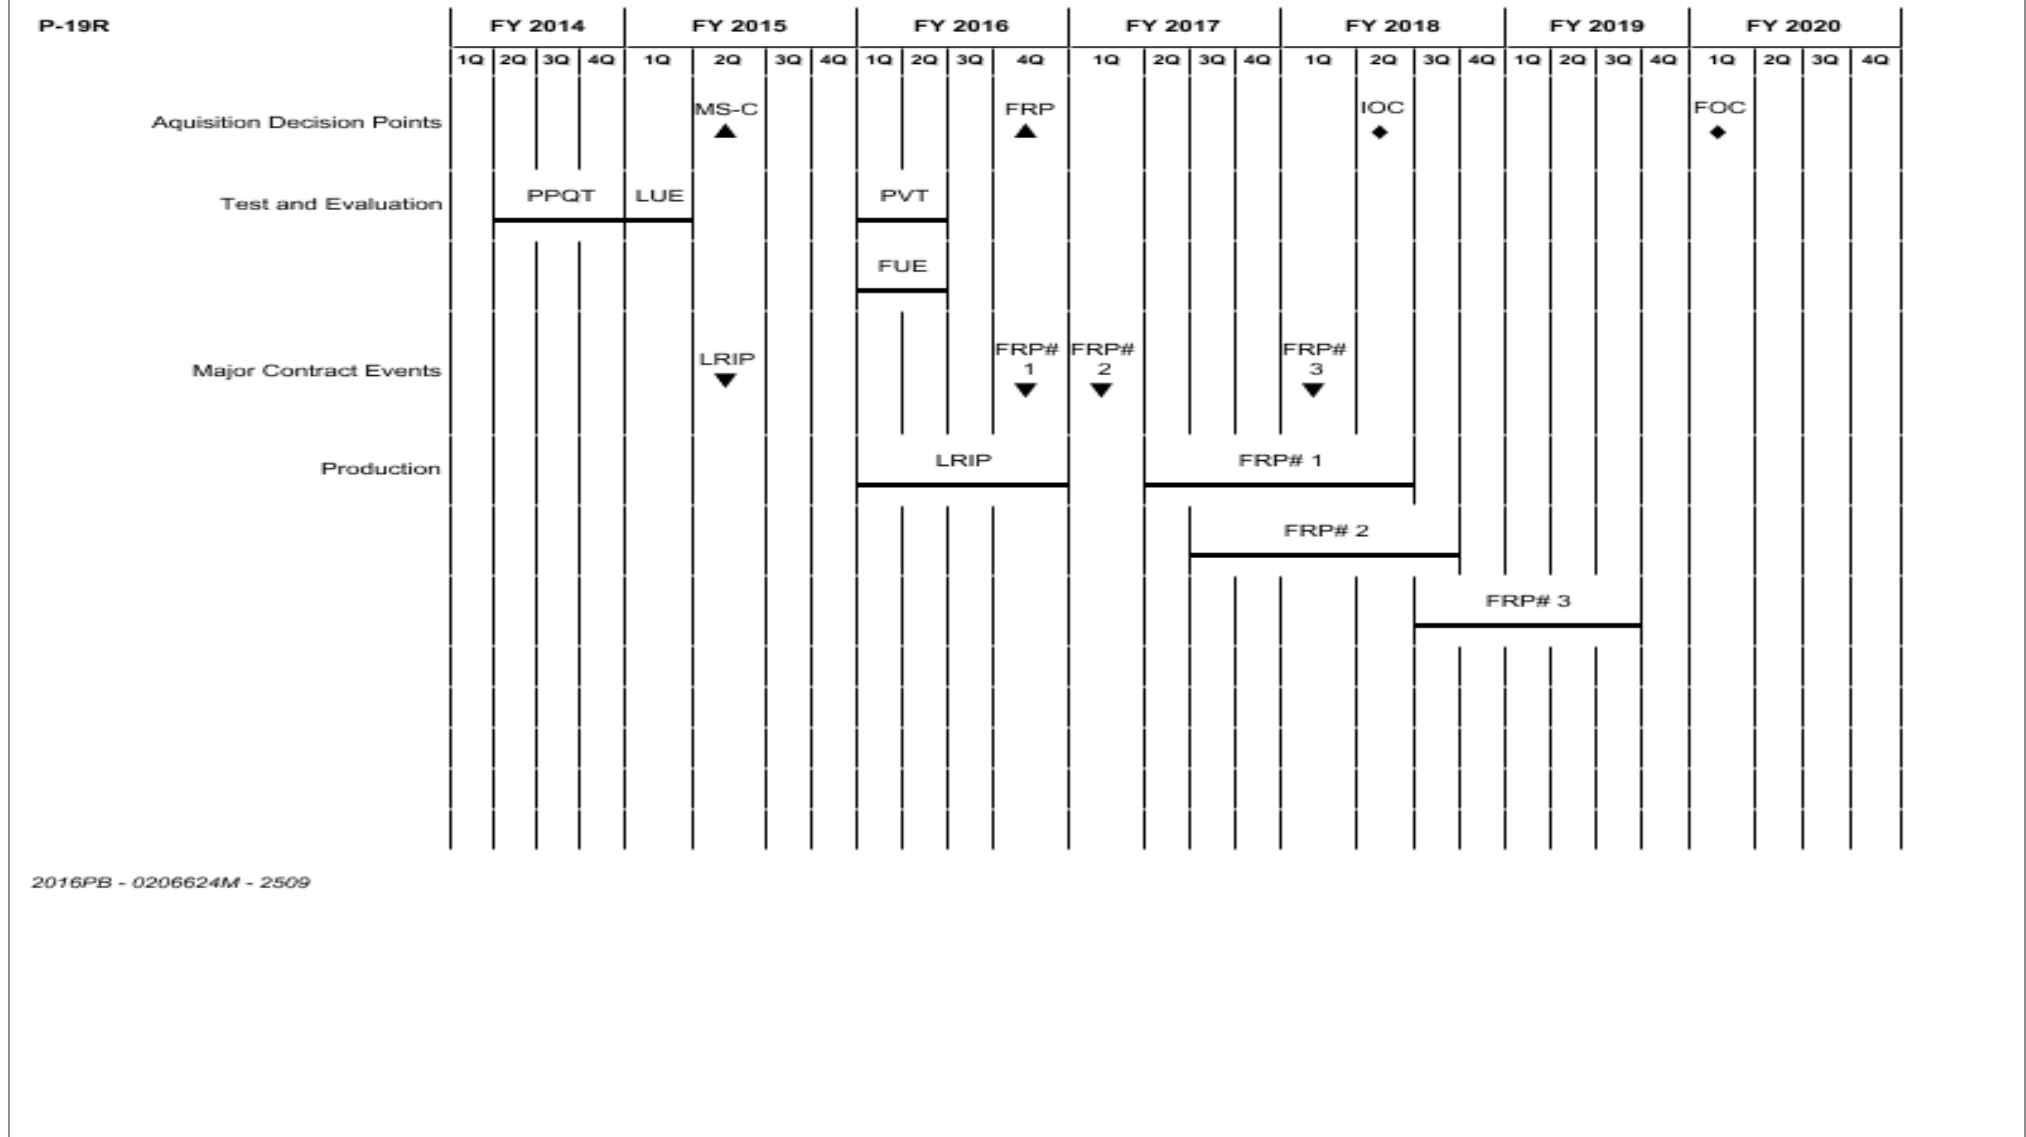 P-19R FY 2014 FY 2015 FY 2016 FY 2017 FY 2018 FY 2019 FY 2020
1Q 2Q 3Q 4Q 1Q 2Q 3Q 4Q 1Q 2Q 3Q 4Q 1Q 2Q 3Q 4Q 1Q 2Q 3Q 4Q 1Q 2Q 3Q 4Q 1Q 2Q 3Q 4Q
Aquisition Decision Points MS-C FRP IOC FOC
Test and Evaluation PPQT LUE PVT
FUE
Major Contract Events LRIP FRP# 1 FRP# 2 FRP# 3
Production LRIP FRP# 1
FRP# 2
FRP# 3
2016PB - 0206624M - 2509